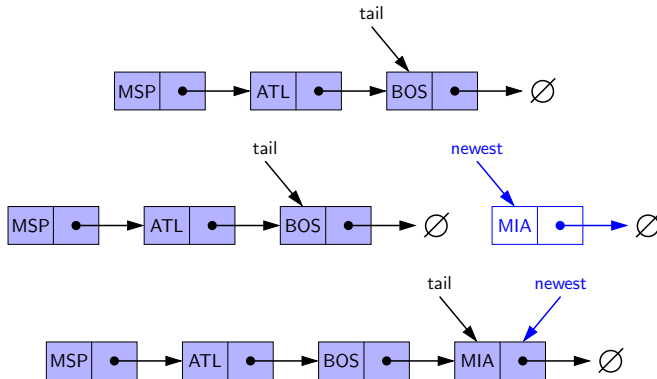 tail
MSP ATL BOS ∅
tail newest
MSP ATL BOS ∅ MIA ∅
tail newest
MSP ATL BOS MIA ∅